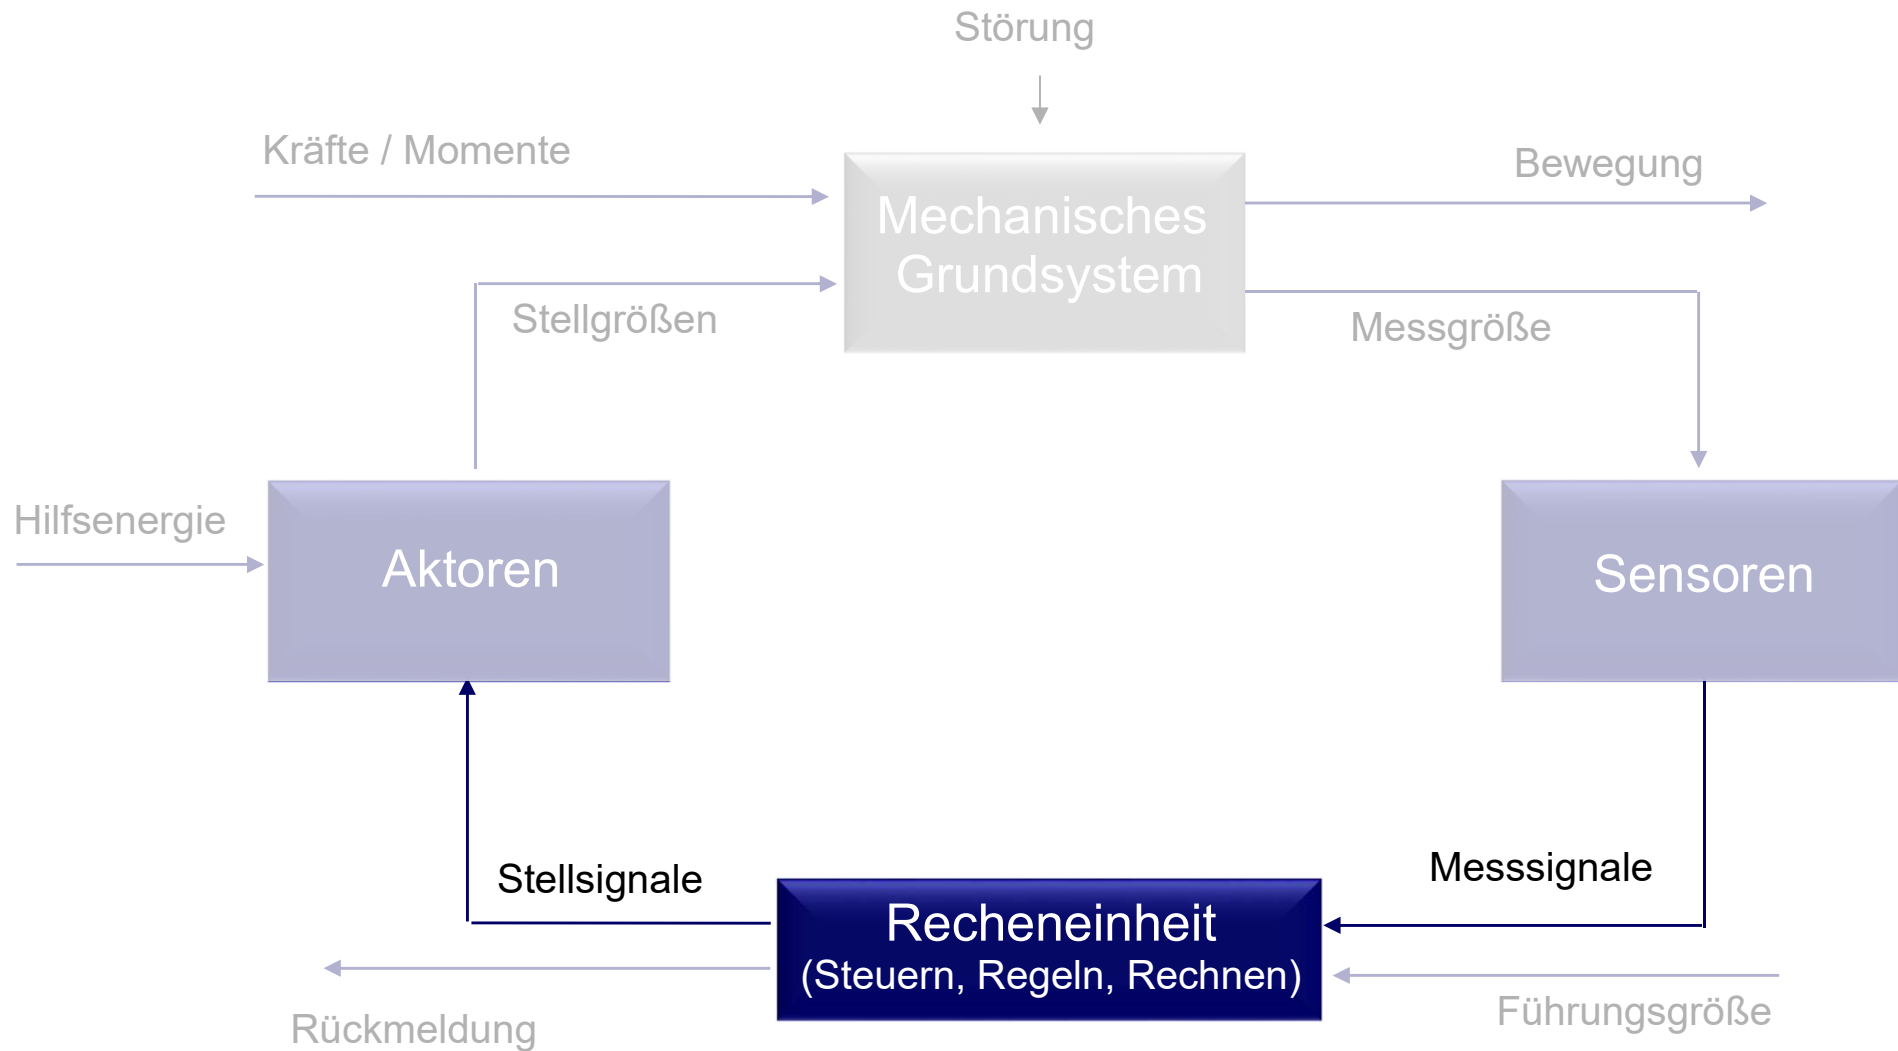 Störung
Kräfte / Momente
Bewegung
Mechanisches
Grundsystem
Stellgrößen
Messgröße
Hilfsenergie
Aktoren
Sensoren
Stellsignale
Messsignale
Recheneinheit
(Steuern, Regeln, Rechnen)
Rückmeldung
Führungsgröße